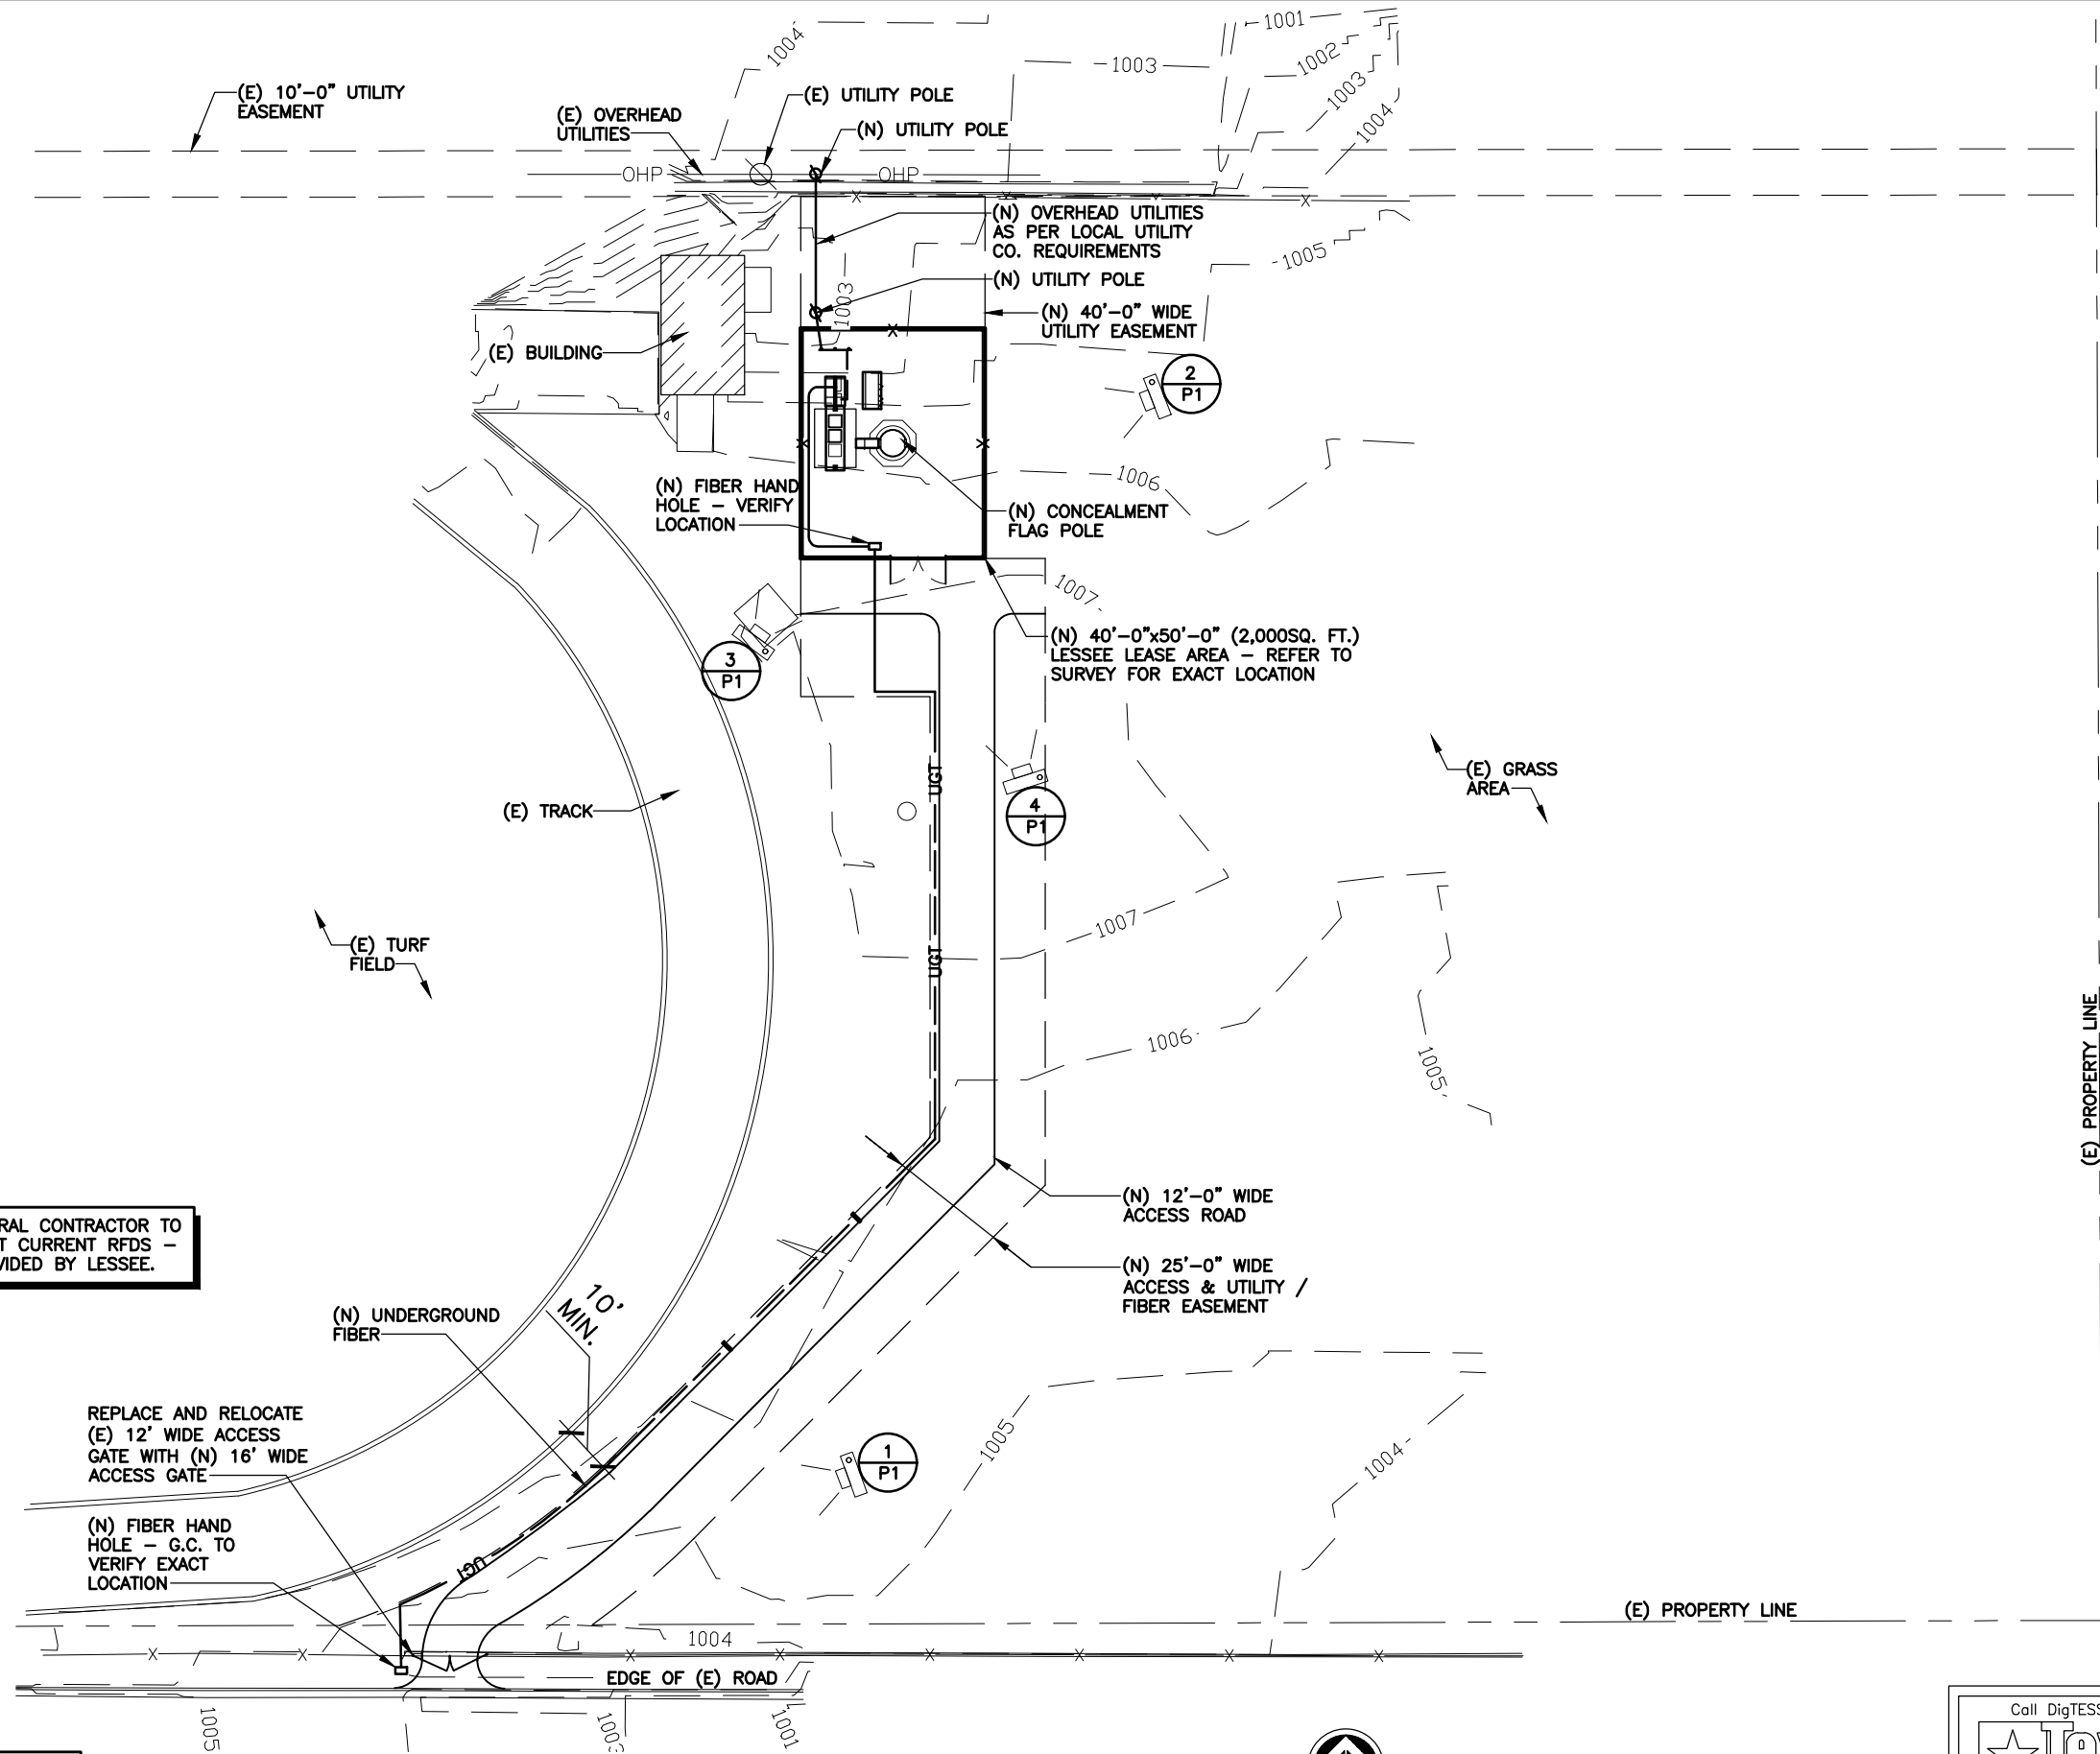 1004
1001
1002
1003
1003
1004
(E) 10'-0" UTILITY
EASEMENT
(E) OVERHEAD
UTILITIES
(E) UTILITY POLE
(N) UTILITY POLE
OHP
OHP
(N) OVERHEAD UTILITIES
AS PER LOCAL UTILITY
CO. REQUIREMENTS
1005
(N) UTILITY POLE
1003
(N) 40'-0" WIDE
UTILITY EASEMENT
(E) BUILDING
2
P1
1006
(N) FIBER HAND
HOLE - VERIFY
LOCATION
(N) CONCEALMENT
FLAG POLE
1007
(N) 40'-0"x50'-0" (2,000SQ. FT.)
LESSEE LEASE AREA - REFER TO
SURVEY FOR EXACT LOCATION
3
P1
UGT
4
P1
(E) GRASS
AREA
(E) TRACK
1007
(E) TURF
FIELD
UGT
1006
1005
(E) PROPERTY LINE
(N) 12'-0" WIDE
ACCESS ROAD
RAL CONTRACTOR TO
T CURRENT RFDS -
VIDED BY LESSEE.
(N) 25'-0" WIDE
ACCESS & UTILITY /
FIBER EASEMENT
10'
MIN.
(N) UNDERGROUND
FIBER
REPLACE AND RELOCATE
(E) 12' WIDE ACCESS
GATE WITH (N) 16' WIDE
ACCESS GATE
1
P1
1005
1004
(N) FIBER HAND
HOLE - G.C. TO
VERIFY EXACT
LOCATION
UGT
(E) PROPERTY LINE
1004
EDGE OF (E) ROAD
1005
1003
1001
Call DigTESS